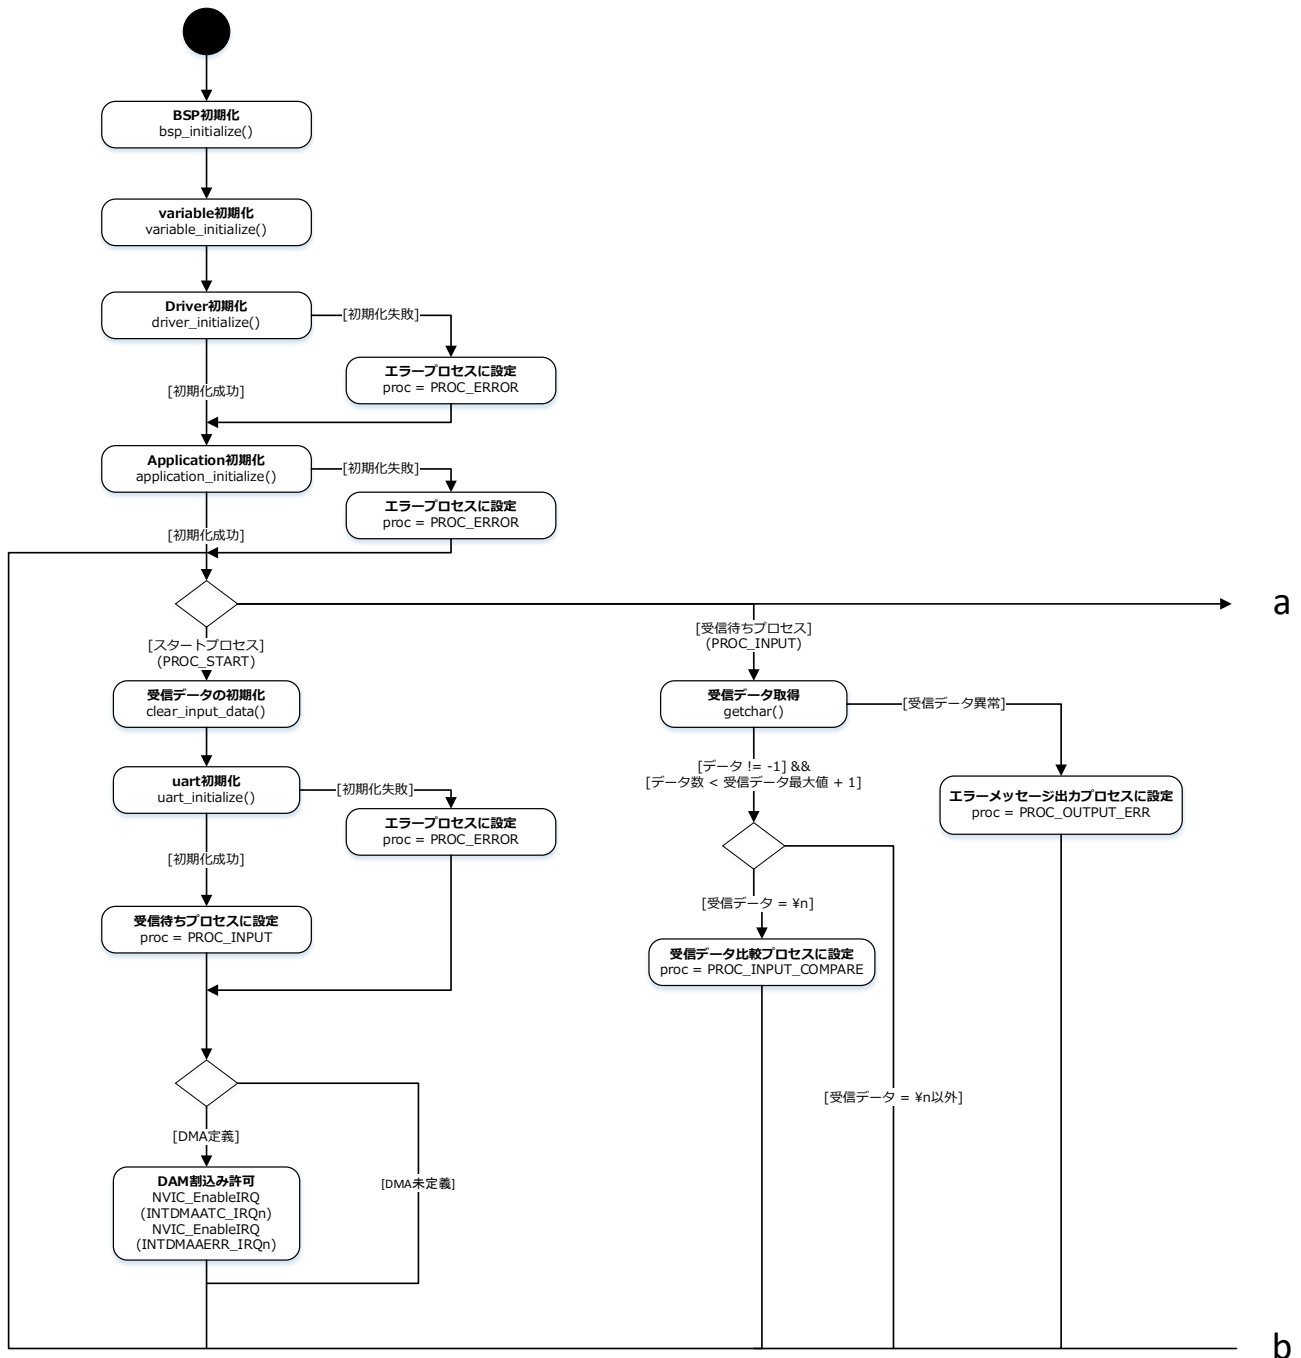 BSP初期化
bsp_initialize()
variable初期化
variable_initialize()
Driver初期化
driver_initialize()
[初期化失敗]
エラープロセスに設定
proc = PROC_ERROR
[初期化成功]
Application初期化
application_initialize()
[初期化失敗]
エラープロセスに設定
proc = PROC_ERROR
[初期化成功]
a
[スタートプロセス]
(PROC_START)
受信データの初期化
clear_input_data()
uart初期化
uart_initialize()
[初期化失敗]
エラープロセスに設定
proc = PROC_ERROR
[初期化成功]
受信待ちプロセスに設定
proc = PROC_INPUT
[DMA定義]
[DMA未定義]
DAM割込み許可
NVIC_EnableIRQ
(INTDMAATC_IRQn)
NVIC_EnableIRQ
(INTDMAAERR_IRQn)
[受信待ちプロセス]
(PROC_INPUT)
受信データ取得
getchar()
[受信データ異常]
[データ != -1] &&
[データ数 < 受信データ最大値 + 1]
エラーメッセージ出力プロセスに設定
proc = PROC_OUTPUT_ERR
[受信データ = ¥n]
受信データ比較プロセスに設定
proc = PROC_INPUT_COMPARE
[受信データ = ¥n以外]
b